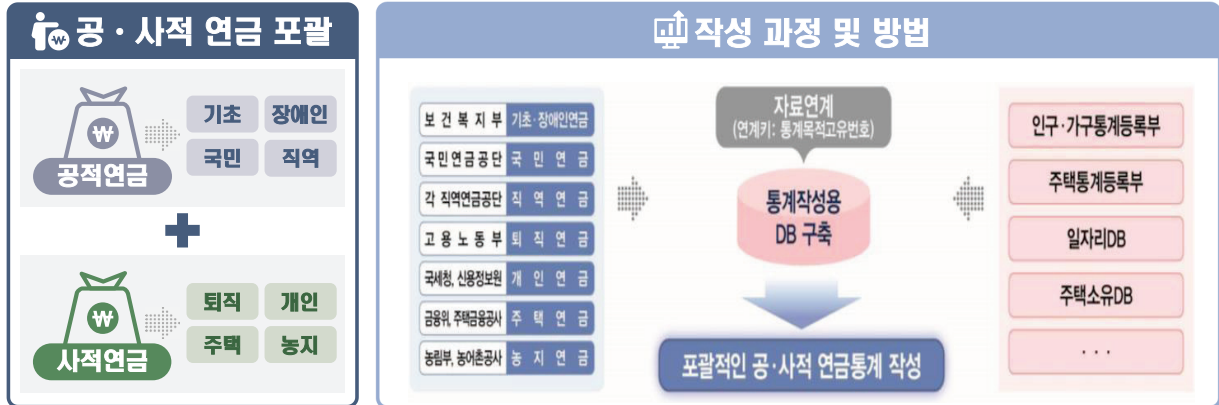 공·사적 연금 포괄
₩
공적연금
기초
장애인
국민
직역
₩
사적연금
퇴직
개인
주택
농지
작성 과정 및 방법
보건복지부 기초·장애인연금
국민연금공단 국민연금
각 직역연금공단 직역연금
고용노동부 퇴직연금
국세청, 신용정보원 개인연금
금융위, 주택금융공사 주택연금
농림부, 농어촌공사 농지연금
자료연계
(연계키: 통계목적고유번호)
통계작성용
DB 구축
포괄적인 공·사적 연금통계 작성
인구·가구통계등록부
주택통계등록부
일자리DB
주택소유DB
...